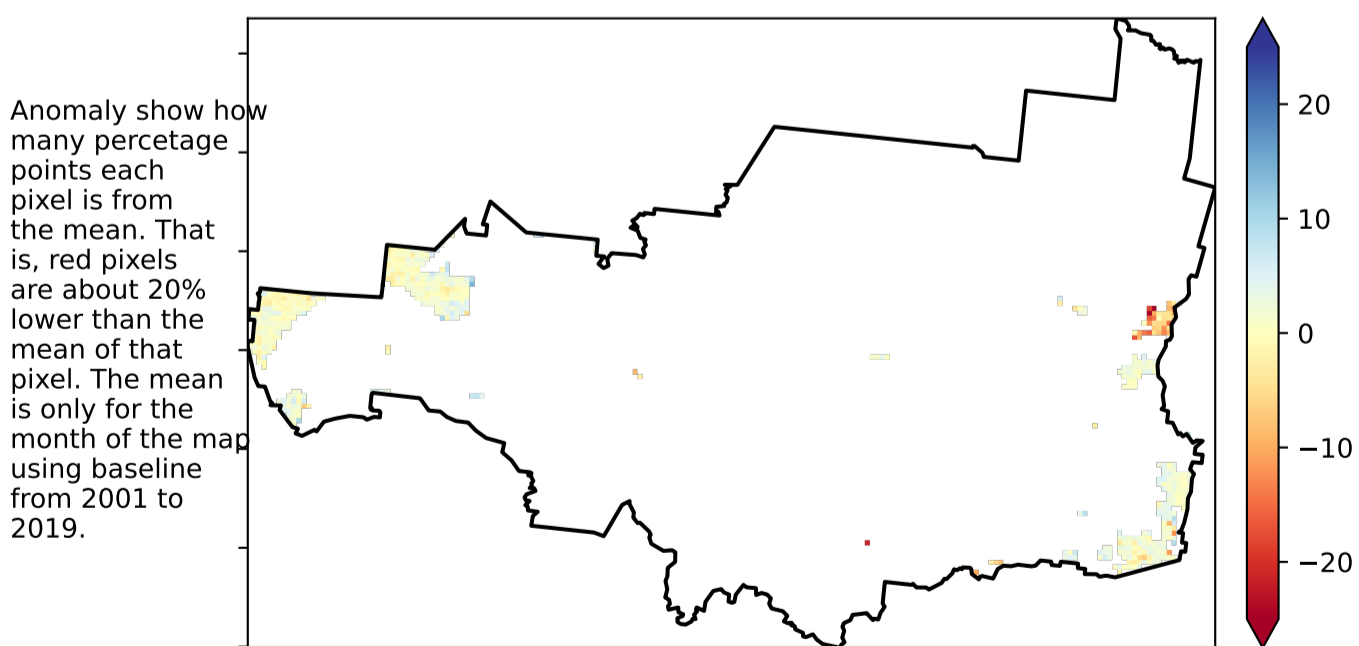 Anomaly show how
many percetage
points each
pixel is from
the mean. That
is, red pixels
are about 20%
lower than the
mean of that
pixel. The mean
is only for the
month of the map
using baseline
from 2001 to
2019.
20
10
0
−10
−20